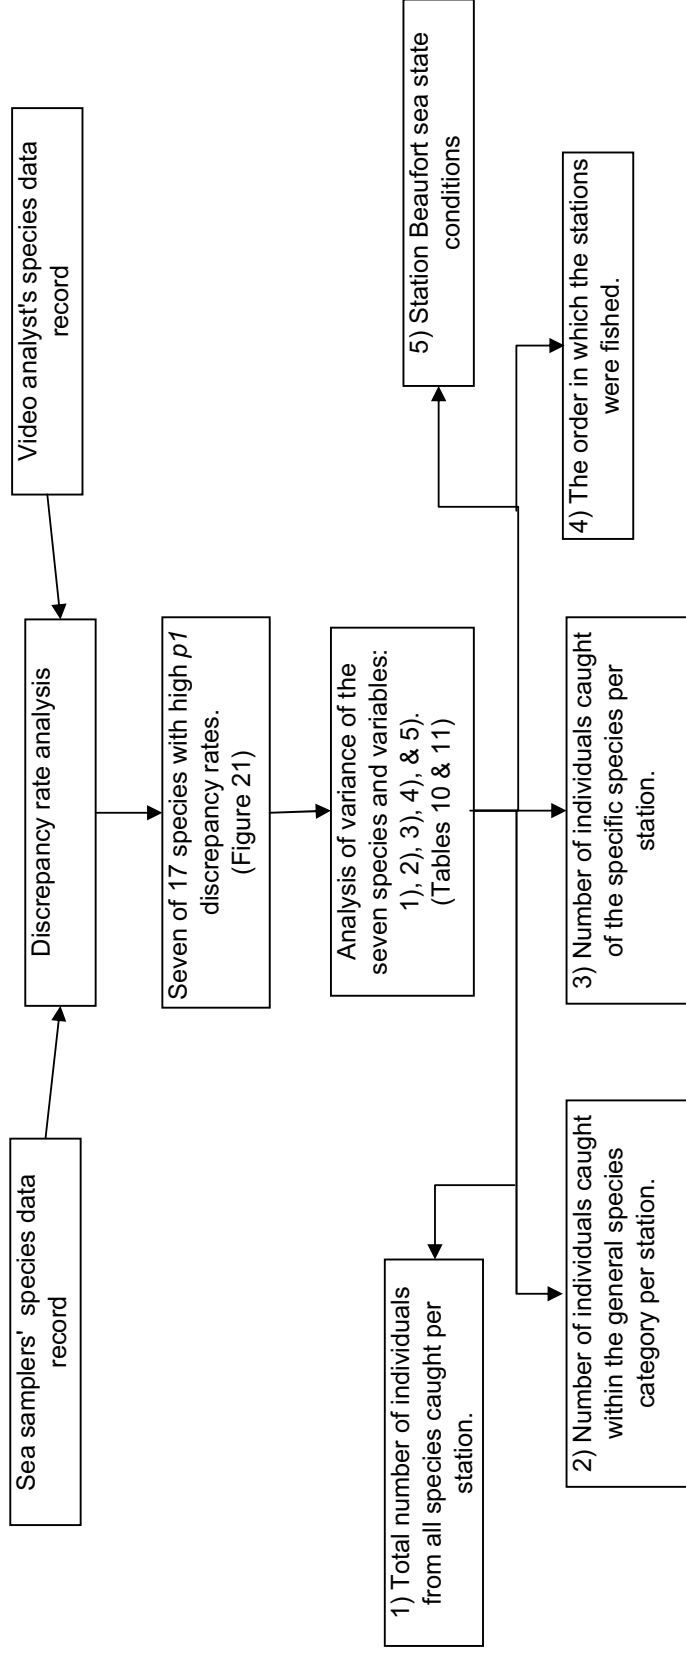 Sea samplers' species data
record
Video analyst's species data
record
Discrepancy rate analysis
Seven of 17 species with high p1
discrepancy rates.
(Figure 21)
Analysis of variance of the
seven species and variables:
1), 2), 3), 4), & 5).
(Tables 10 & 11)
1) Total number of individuals
from all species caught per
station.
2) Number of individuals caught
within the general species
category per station.
3) Number of individuals caught
of the specific species per
station.
4) The order in which the stations
were fished.
5) Station Beaufort sea state
conditions